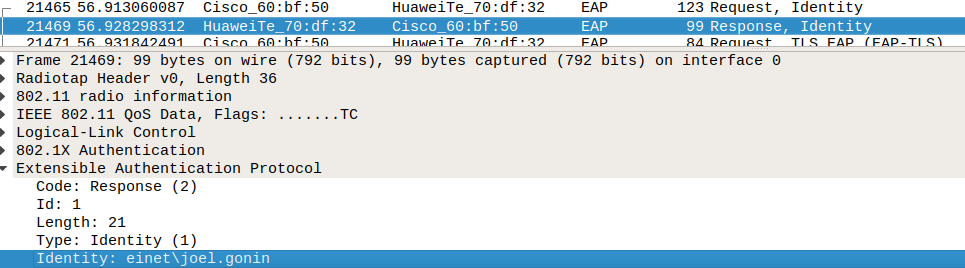 21465 56.913060087 Cisco_60:bf:50 HuaweiTe_70:df:32 EAP 123 Request, Identity
21469 56.928298312 HuaweiTe_70:df:32 Cisco_60:bf:50 EAP 99 Response, Identity
21471 56.931842491 Cisco_60:bf:50 HuaweiTe_70:df:32 EAP 84 Request, TLS EAP (EAP-TLS)
Frame 21469: 99 bytes on wire (792 bits), 99 bytes captured (792 bits) on interface 0
Radiotap Header v0, Length 36
802.11 radio information
IEEE 802.11 QoS Data, Flags: .......TC
Logical-Link Control
802.1X Authentication
Extensible Authentication Protocol
Code: Response (2)
Id: 1
Length: 21
Type: Identity (1)
Identity: einet\joel.gonin